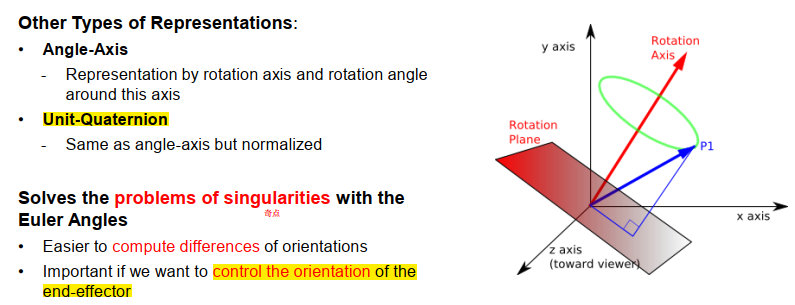 Other Types of Representations:
• Angle-Axis
- Representation by rotation axis and rotation angle
around this axis
• Unit-Quaternion
- Same as angle-axis but normalized
Solves the problems of singularities with the
奇点
Euler Angles
• Easier to compute differences of orientations
• Important if we want to control the orientation of the
end-effector
y axis
Rotation
Axis
Rotation
Plane
P1
x axis
z axis
(toward viewer)